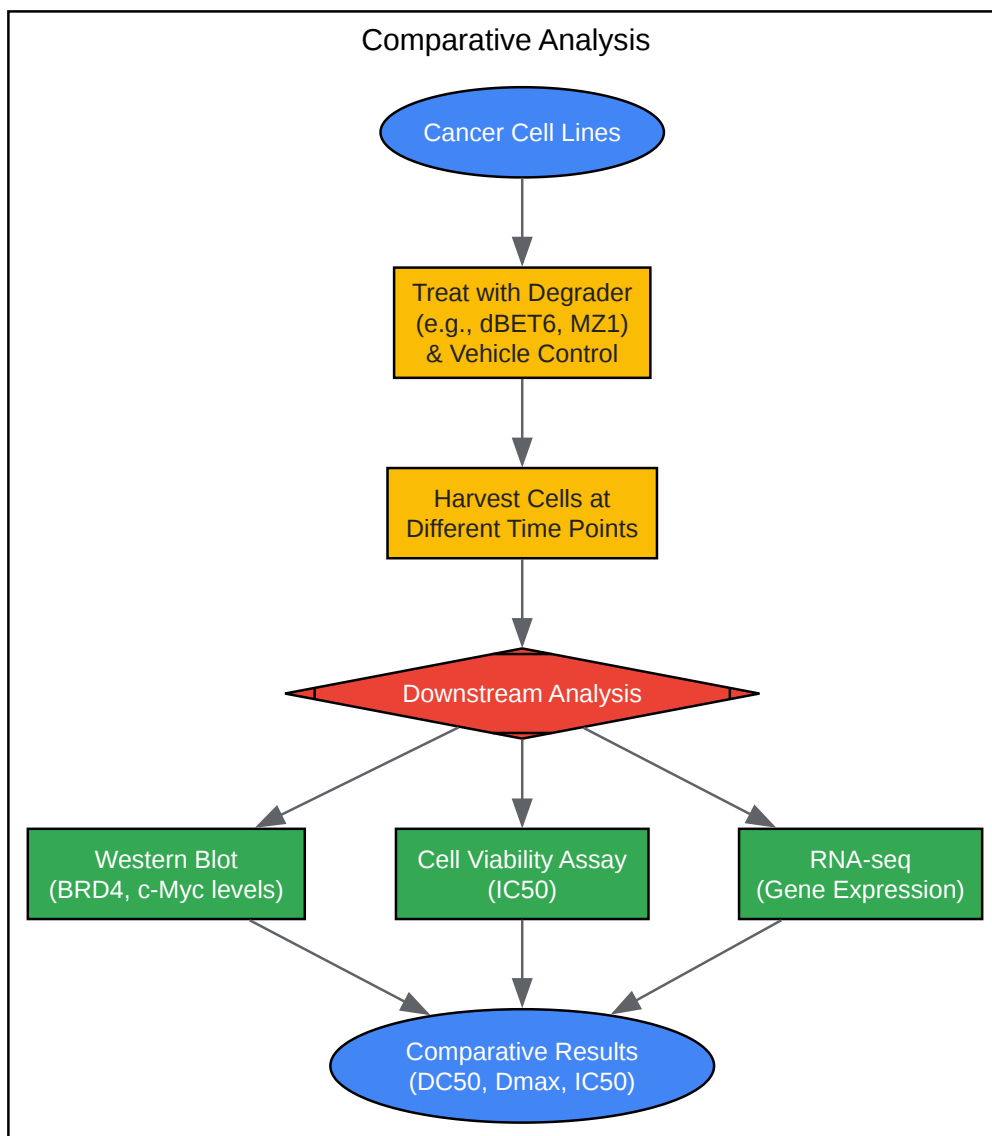 Comparative Analysis
Cancer Cell Lines
Treat with Degrader
(e.g., dBET6, MZ1)
& Vehicle Control
Harvest Cells at
Different Time Points
Downstream Analysis
Western Blot
(BRD4, c-Myc levels)
Cell Viability Assay
(IC50)
RNA-seq
(Gene Expression)
Comparative Results
(DC50, Dmax, IC50)